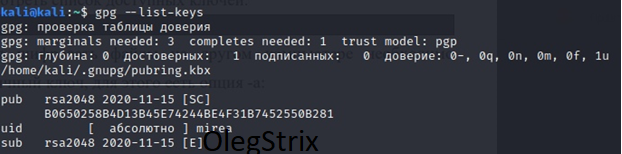 kali@kali:~$ gpg --list-keys
gpg: проверка таблицы доверия
gpg: marginals needed: 3  completes needed: 1  trust model: pgp
gpg: глубина: 0  достоверных:   1  подписанных:   0  доверие: 0-, 0q, 0n, 0m, 0f, 1u
/home/kali/.gnupg/pubring.kbx
-----------------------------
pub   rsa2048 2020-11-15 [SC]
      B0650258B4D13B45E74244BE4F31B7452550B281
uid         [  абсолютно ] mirea
sub   rsa2048 2020-11-15 [E]
OlegStrix